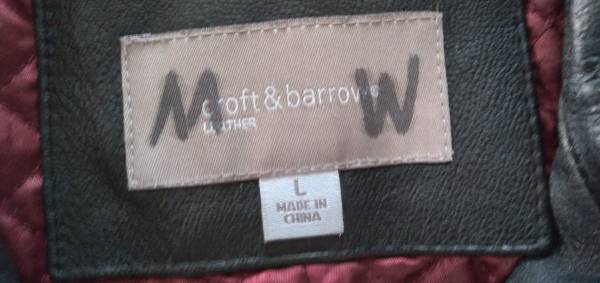 M W
croft & barrow®
LEATHER
L
MADE IN
CHINA